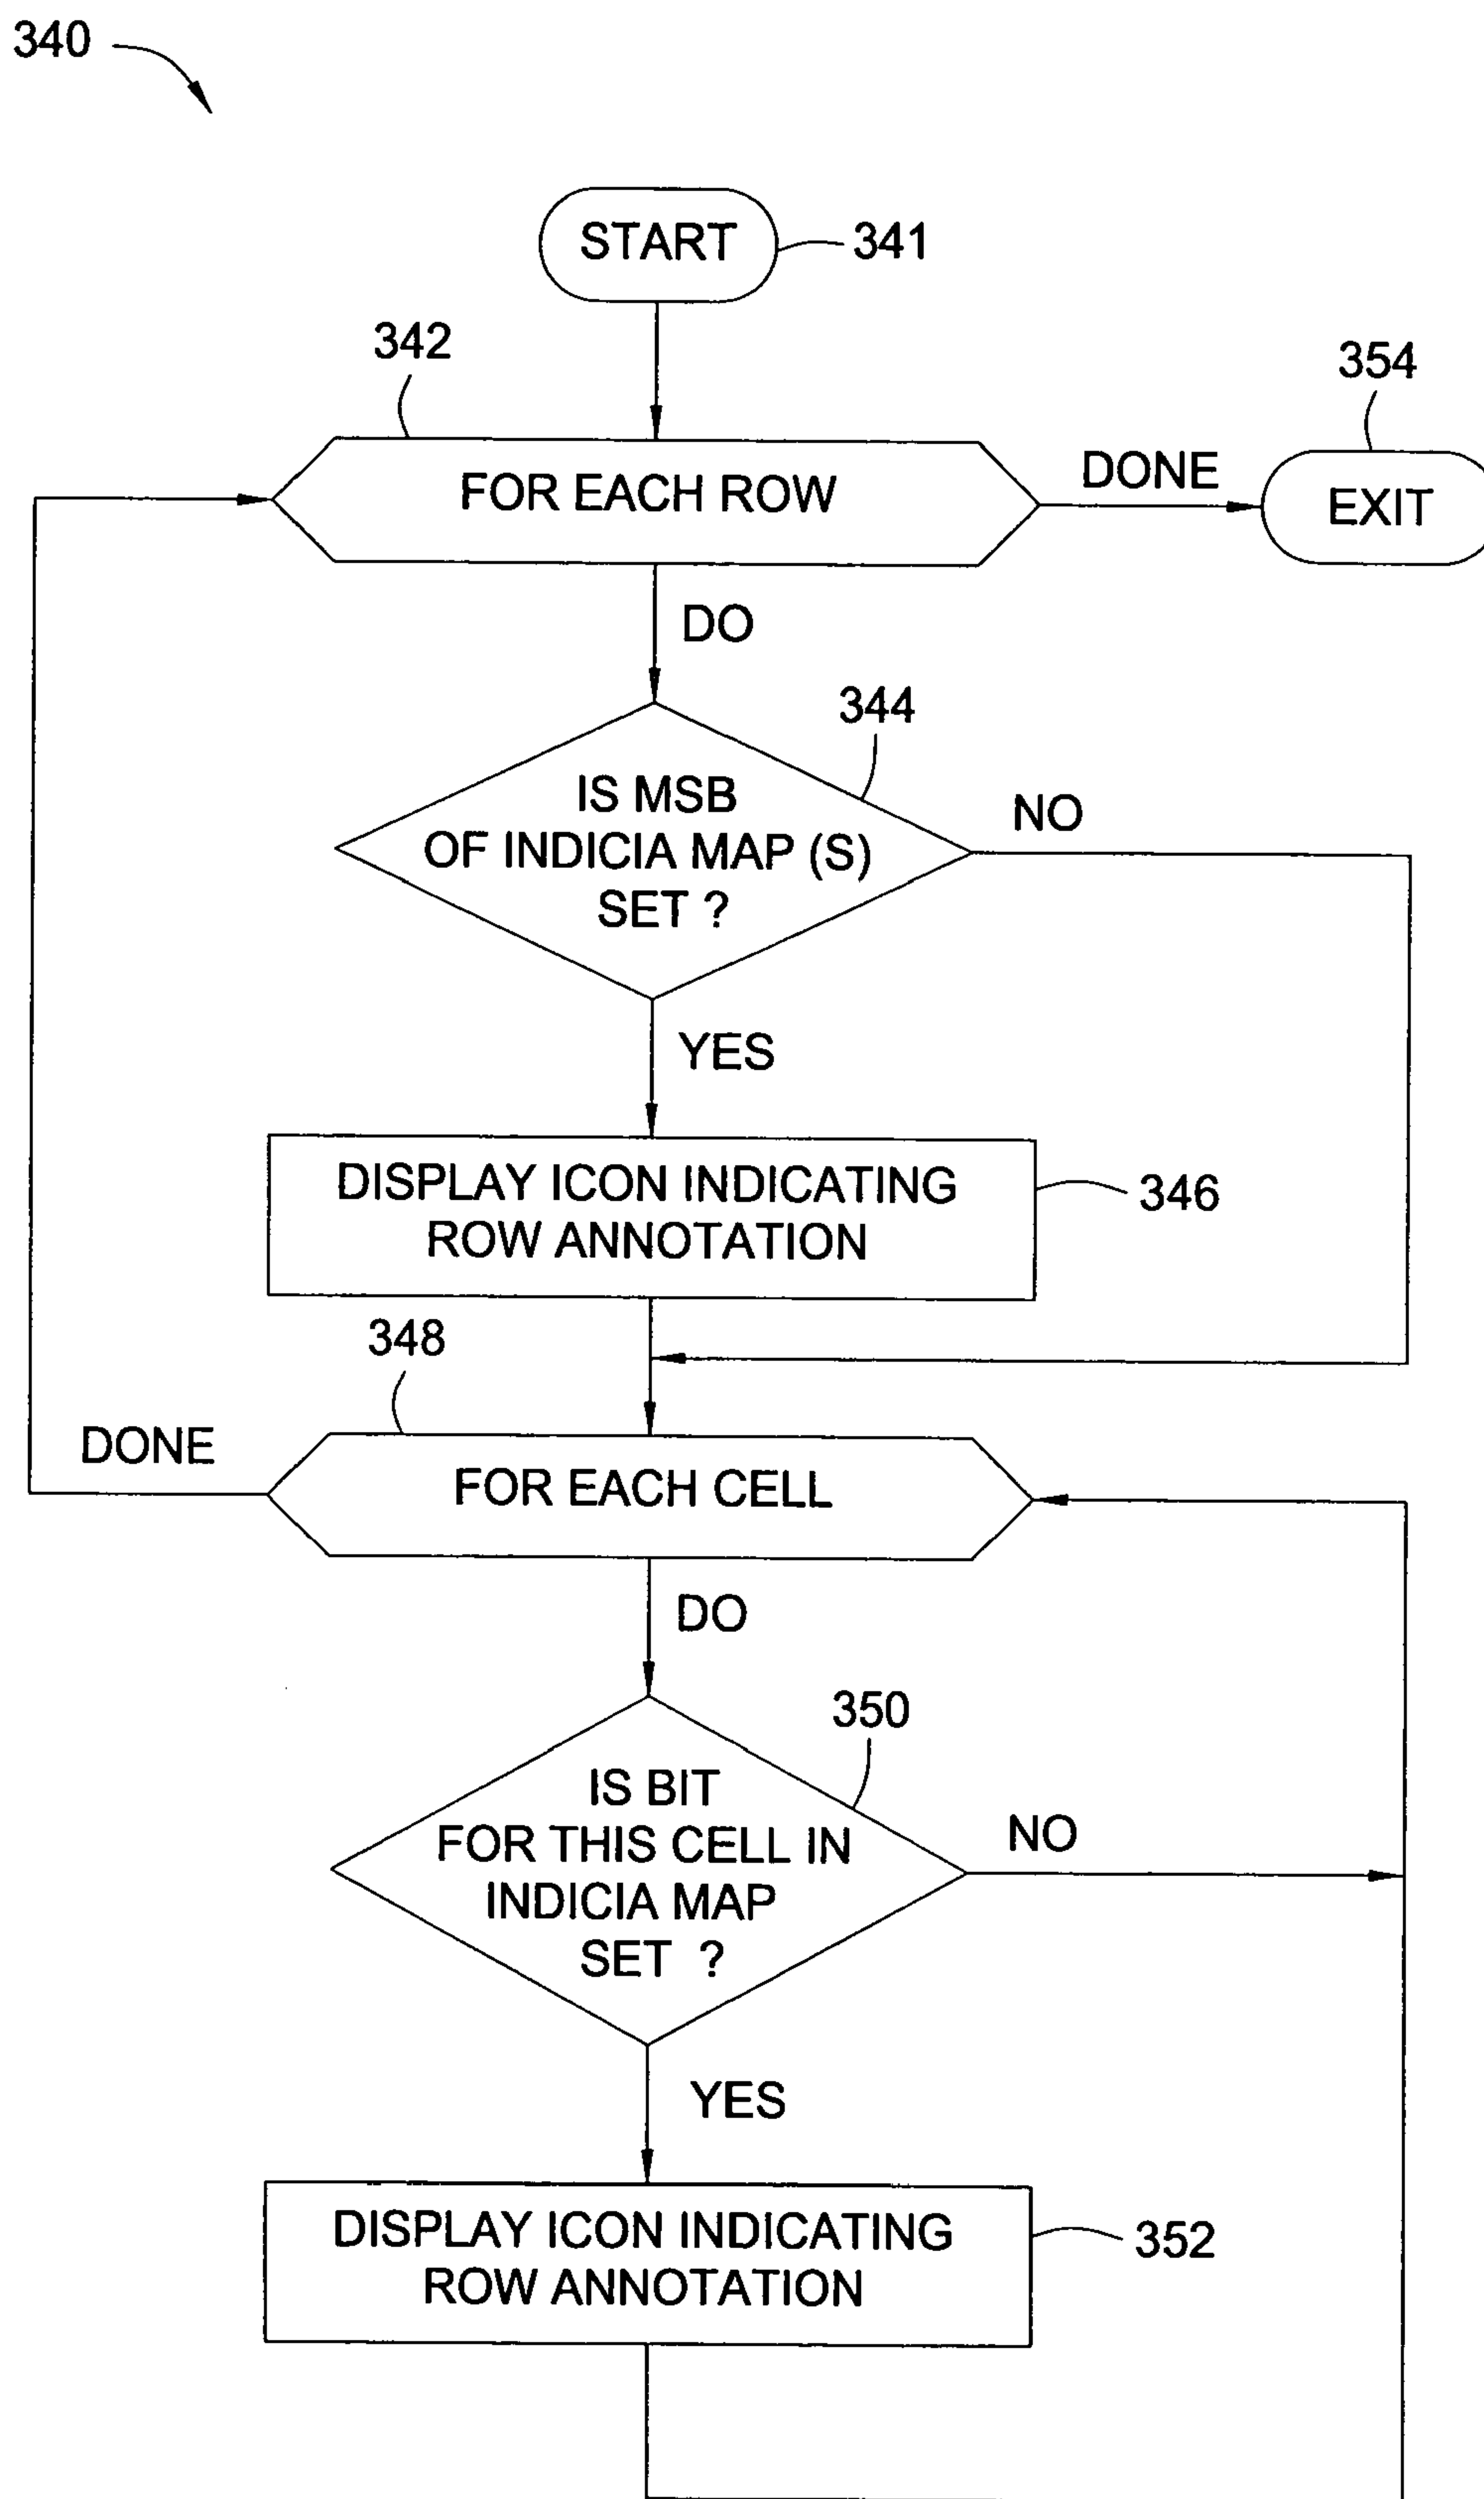 340
START
341
342
354
FOR EACH ROW
DONE
EXIT
DO
344
IS MSB
OF INDICIA MAP (S)
SET ?
NO
YES
DISPLAY ICON INDICATING
ROW ANNOTATION
346
348
DONE
FOR EACH CELL
DO
350
IS BIT
FOR THIS CELL IN
INDICIA MAP
SET ?
NO
YES
DISPLAY ICON INDICATING
ROW ANNOTATION
352